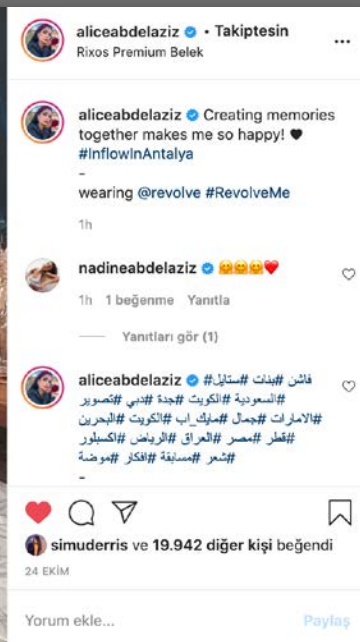 aliceabdelaziz • Takiptesin
Rixos Premium Belek
aliceabdelaziz Creating memories
together makes me so happy! 🖤
#InflowInAntalya
-
wearing @revolve #RevolveMe
1h
nadineabdelaziz 🤗🤗🤗❤️
1h 1 beğenme Yanıtla
Yanıtları gör (1)
aliceabdelaziz فاشن #بنات #ستايل#
#السعودية #الكويت #جدة #دبي #تصوير
#الامارات #جمال #مايك_اب #الكويت #البحرين
#قطر #مصر #العراق #الرياض #اكسبلور
#شعر #مسابقة #افكار #موضة
-
simuderris ve 19.942 diğer kişi beğendi
24 EKİM
Yorum ekle...
Paylaş